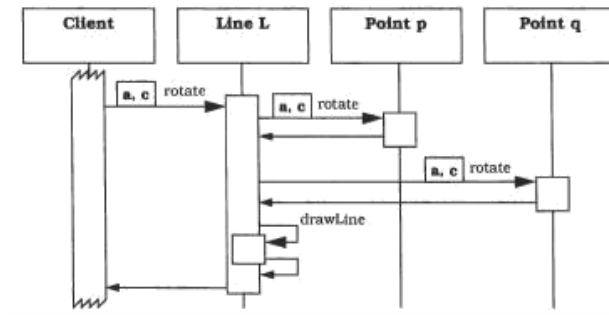 Client
Line L
Point p
Point q
a, c rotate
a, c rotate
a, c rotate
drawLine